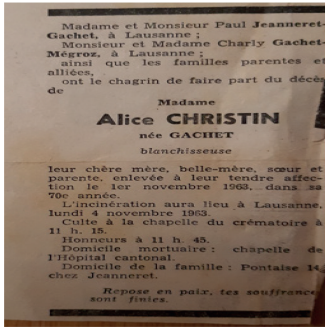 Madame et Monsieur Paul Jeanneret-
Gachet, à Lausanne ;
Monsieur et Madame Charly Gachet-
Mégroz, à Lausanne ;
ainsi que les familles parentes et
alliées,
ont le chagrin de faire part du décès
de
Madame
Alice CHRISTIN
née GACHET
blanchisseuse
leur chère mère, belle-mère, sœur et
parente, enlevée à leur tendre affec-
tion le 1er novembre 1963, dans sa
70e année.
L'incinération aura lieu à Lausanne,
lundi 4 novembre 1963.
Culte à la chapelle du crématoire à
11 h. 15.
Honneurs à 11 h. 45.
Domicile mortuaire : chapelle de
l'Hôpital cantonal.
Domicile de la famille : Pontaise 14,
chez Jeanneret.
Repose en paix, tes souffrances
sont finies.